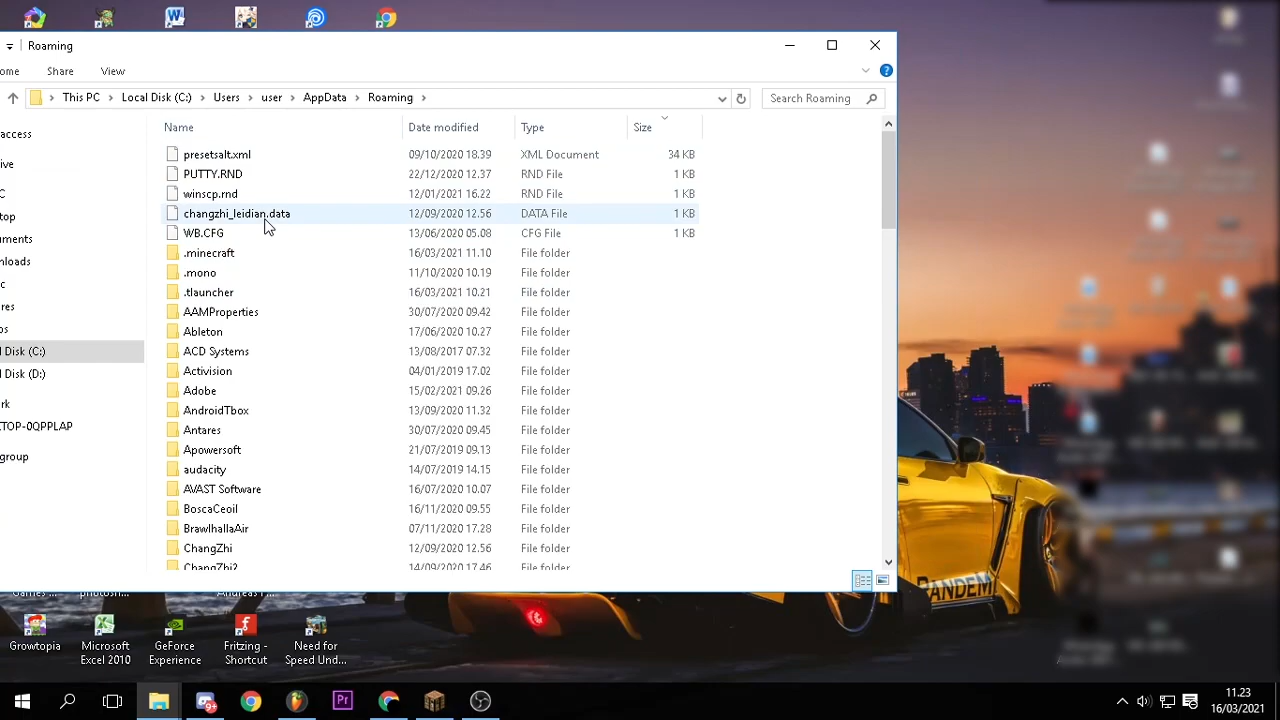 Roaming
ome Share View
This PC Local Disk (C:) Users user AppData Roaming
Search Roaming
Name Date modified Type Size
presetsalt.xml 09/10/2020 18.39 XML Document 34 KB
PUTTY.RND 22/12/2020 12.37 RND File 1 KB
winscp.rnd 12/01/2021 16.22 RND File 1 KB
changzhi_leidian.data 12/09/2020 12.56 DATA File 1 KB
WB.CFG 13/06/2020 05.08 CFG File 1 KB
.minecraft 16/03/2021 11.10 File folder
.mono 11/10/2020 10.19 File folder
.tlauncher 16/03/2021 10.21 File folder
AAMProperties 30/07/2020 09.42 File folder
Ableton 17/06/2020 10.27 File folder
ACD Systems 13/08/2017 07.32 File folder
Activision 04/01/2019 17.02 File folder
Adobe 15/02/2021 09.26 File folder
AndroidTbox 13/09/2020 11.32 File folder
Antares 30/07/2020 09.45 File folder
Apowersoft 21/07/2019 09.13 File folder
audacity 14/07/2019 14.15 File folder
AVAST Software 16/07/2020 10.07 File folder
BoscaCeoil 16/11/2020 09.55 File folder
BrawlhallaAir 07/11/2020 17.28 File folder
ChangZhi 12/09/2020 12.56 File folder
ChangZhi2 14/09/2020 17.46 File folder
access
ive
C
top
uments
nloads
c
res
os
l Disk (C:)
l Disk (D:)
rk
KTOP-0QPPLAP
group
PANDEM
Growtopia
Microsoft
Excel 2010
GeForce
Experience
Fritzing -
Shortcut
Need for
Speed Und...
11.23
16/03/2021